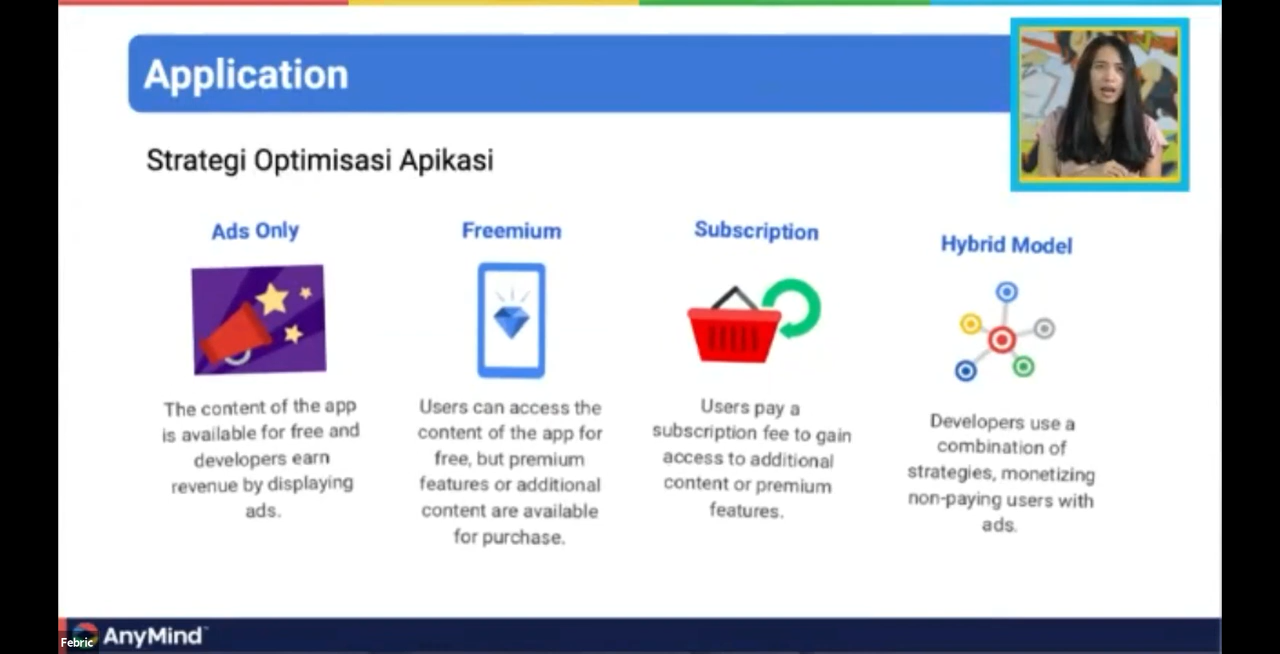 Application
Strategi Optimisasi Apikasi
Ads Only
The content of the app
is available for free and
developers earn
revenue by displaying
ads.
Freemium
Users can access the
content of the app for
free, but premium
features or additional
content are available
for purchase.
Subscription
Users pay a
subscription fee to gain
access to additional
content or premium
features.
Hybrid Model
Developers use a
combination of
strategies, monetizing
non-paying users with
ads.
Febric
AnyMind™